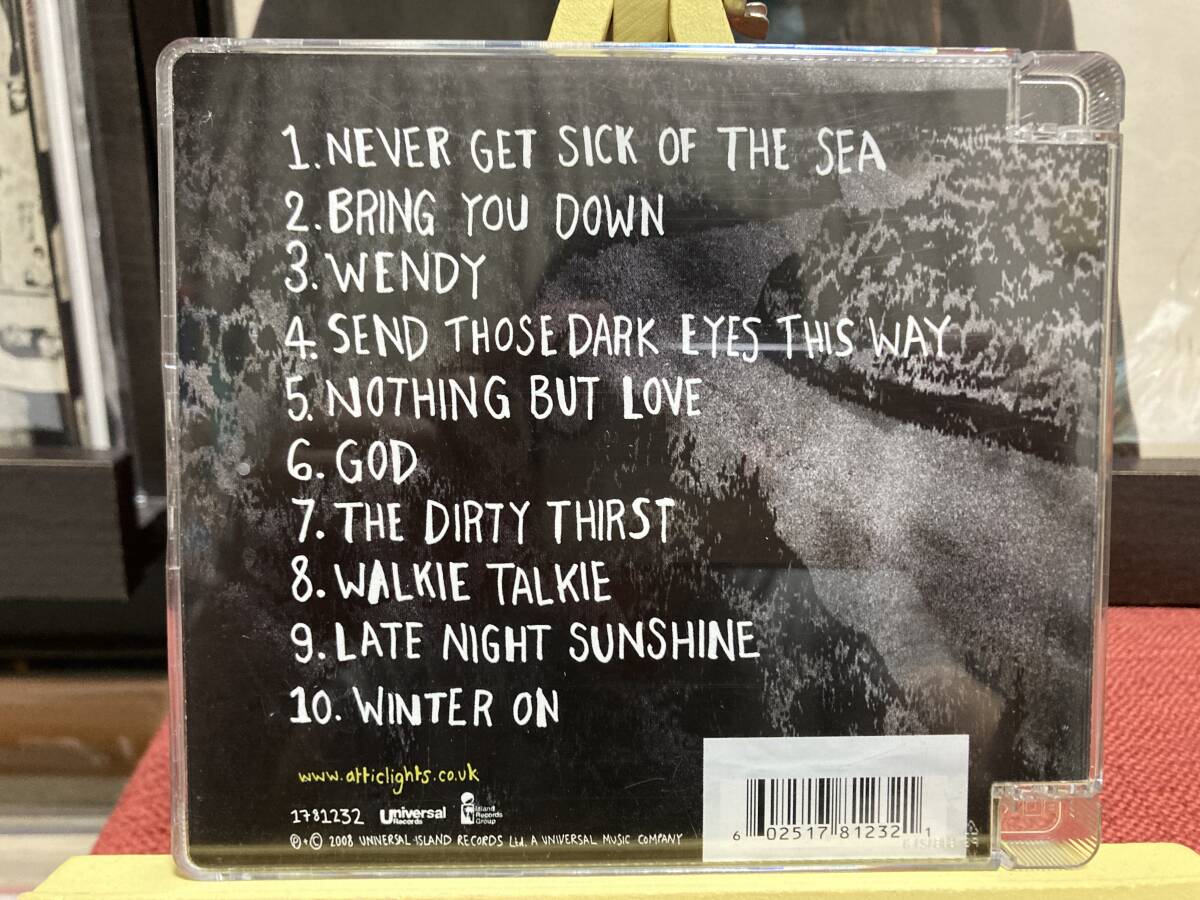 1. NEVER GET SICK OF THE SEA
2. BRING YOU DOWN
3. WENDY
4. SEND THOSE DARK EYES THIS WAY
5. NOTHING BUT LOVE
6. GOD
7. THE DIRTY THIRST
8. WALKIE TALKIE
9. LATE NIGHT SUNSHINE
10. WINTER ON
www.atticlights.co.uk
1781232 Universal Records Island Records Group
℗+© 2008 UNIVERSAL-ISLAND RECORDS Ltd. A UNIVERSAL MUSIC COMPANY
6 02517 81232 1